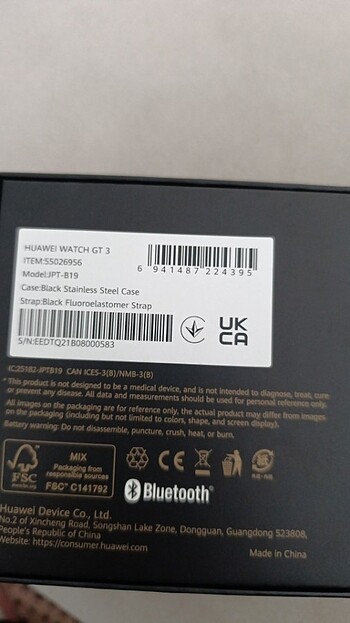 HUAWEI WATCH GT 3
ITEM:55026956
Model:JPT-B19
6 941487 224395
Case:Black Stainless Steel Case
Strap:Black Fluoroelastomer Strap
S/N:EEDTQ21B08000583
UK
CA
IC:25182-JPTB19 CAN ICES-3(B)/NMB-3(B)
* This product is not designed to be a medical device, and is not intended to diagnose, treat, cure
or prevent any disease. All data and measurements should be used for personal reference only.
All images on the packaging are for reference only, the actual product may differ from images
on the packaging (including but not limited to colors, shape, and screen display).
Battery warning: Do not disassemble, puncture, crush, heat, or burn.
FSC
MIX
Packaging from
responsible sources
FSC® C141792
CE
Bluetooth®
Huawei Device Co., Ltd.
No.2 of Xincheng Road, Songshan Lake Zone, Dongguan, Guangdong 523808,
People's Republic of China
Website: https://consumer.huawei.com
Made in China